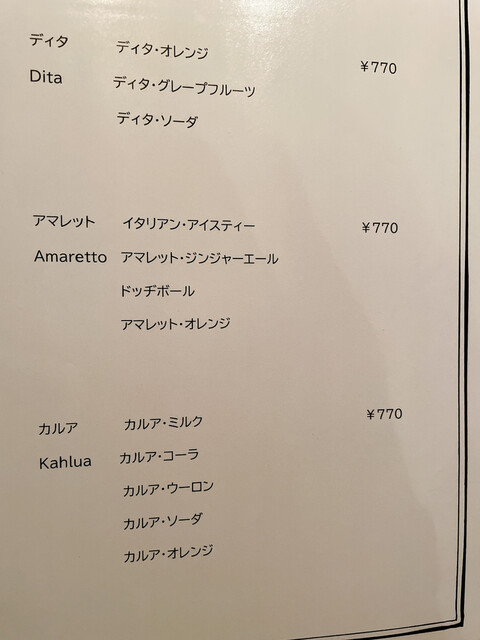 ディタ ディタ・オレンジ ¥770
Dita ディタ・グレープフルーツ
ディタ・ソーダ
アマレット イタリアン・アイスティー ¥770
Amaretto アマレット・ジンジャーエール
ドッヂボール
アマレット・オレンジ
カルア カルア・ミルク ¥770
Kahlua カルア・コーラ
カルア・ウーロン
カルア・ソーダ
カルア・オレンジ